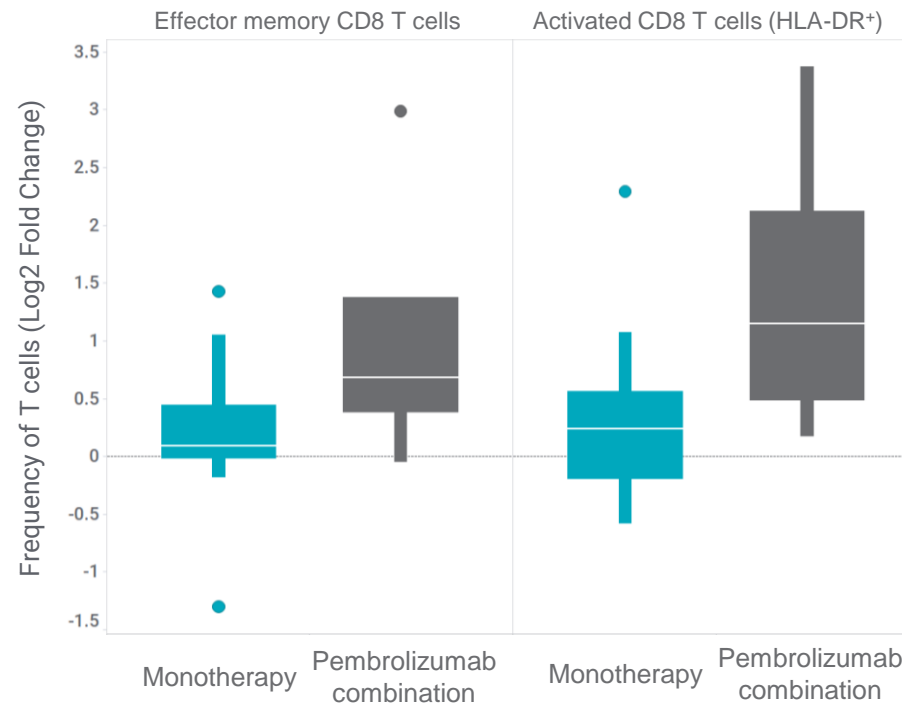 Effector memory CD8 T cells
Activated CD8 T cells (HLA-DR⁺)
Frequency of T cells (Log2 Fold Change)
3.5
3
2.5
2
1.5
1
0.5
0
-0.5
-1
-1.5
Monotherapy
Pembrolizumab
combination
Monotherapy
Pembrolizumab
combination